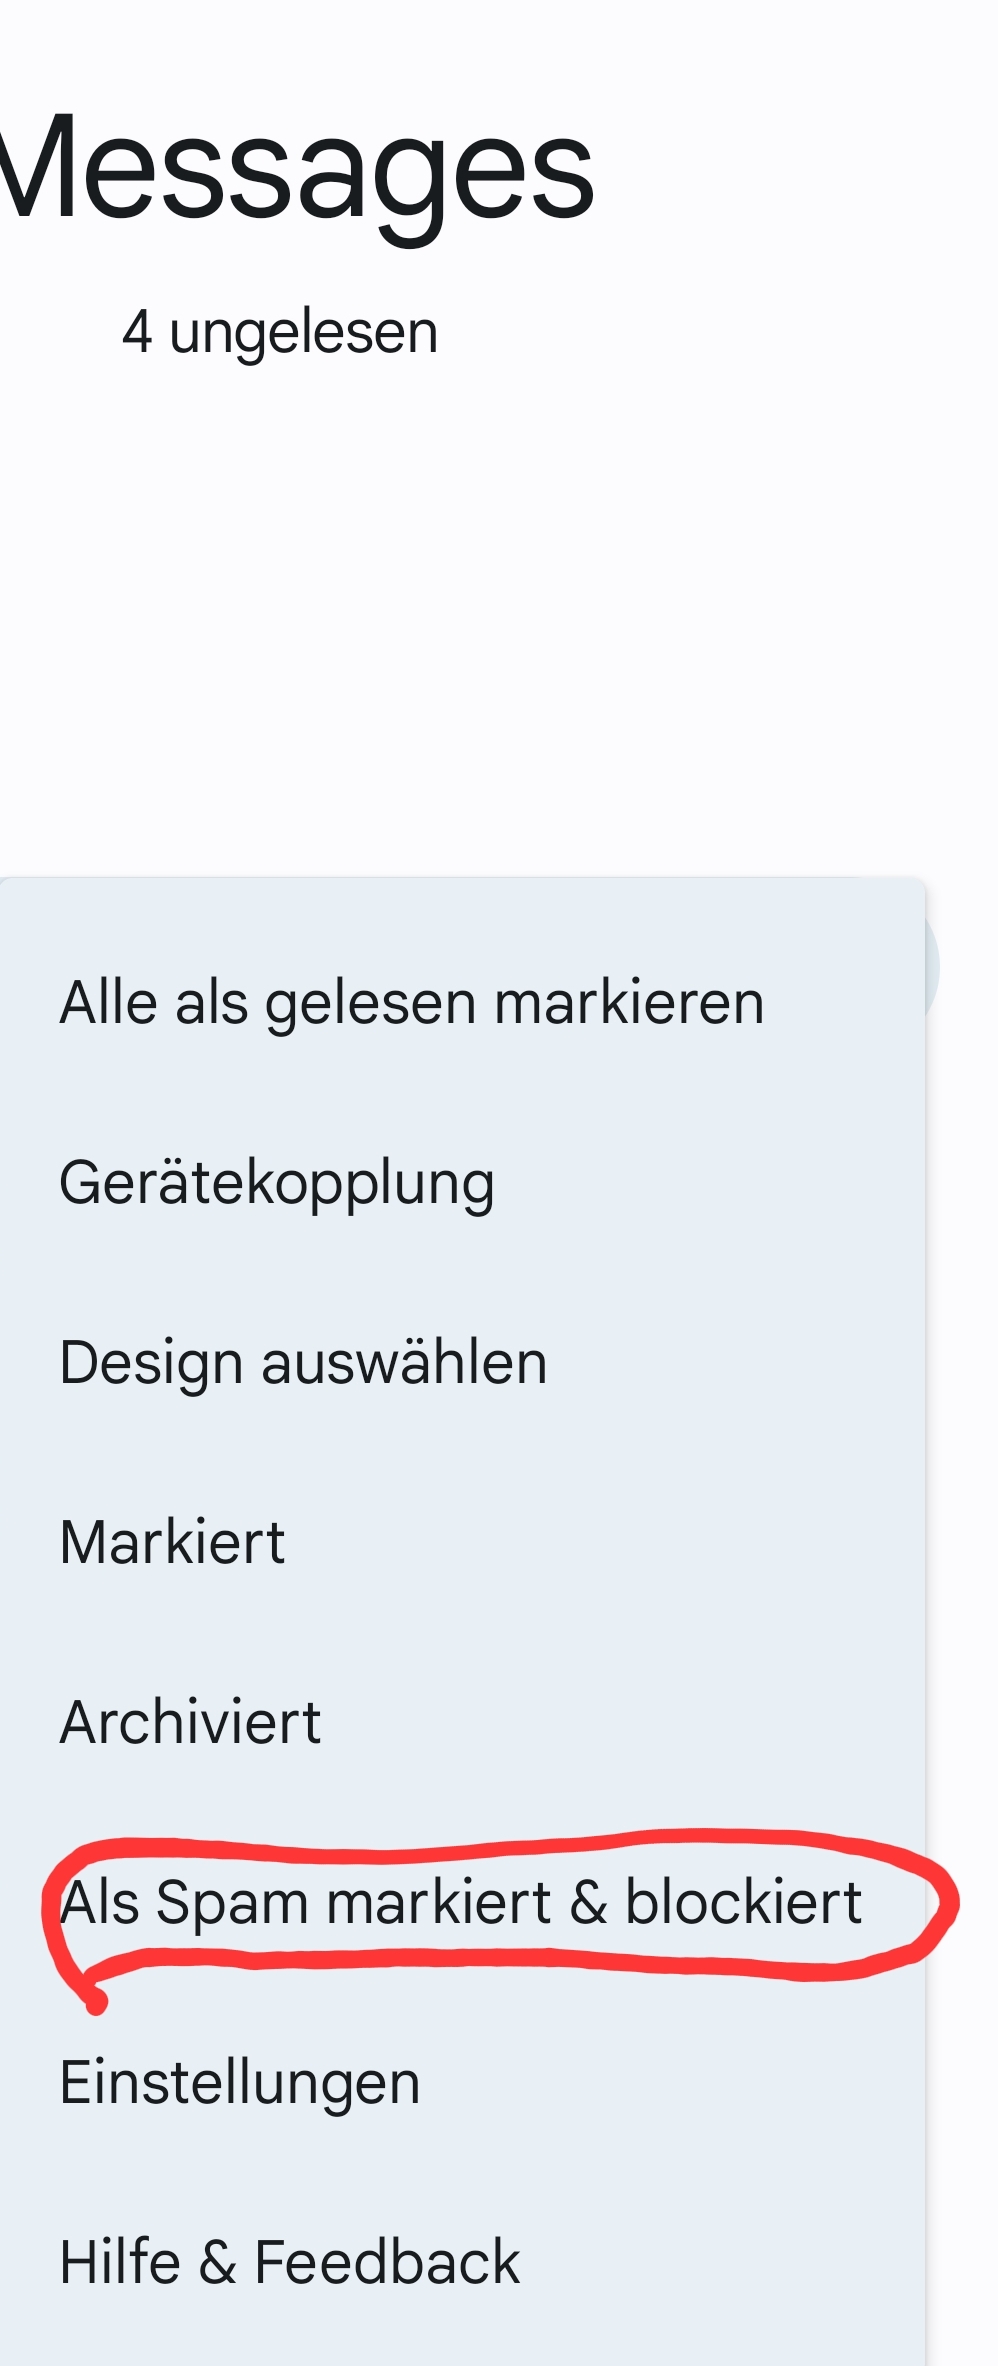 Messages
4 ungelesen
Alle als gelesen markieren
Gerätekopplung
Design auswählen
Markiert
Archiviert
Als Spam markiert & blockiert
Einstellungen
Hilfe & Feedback